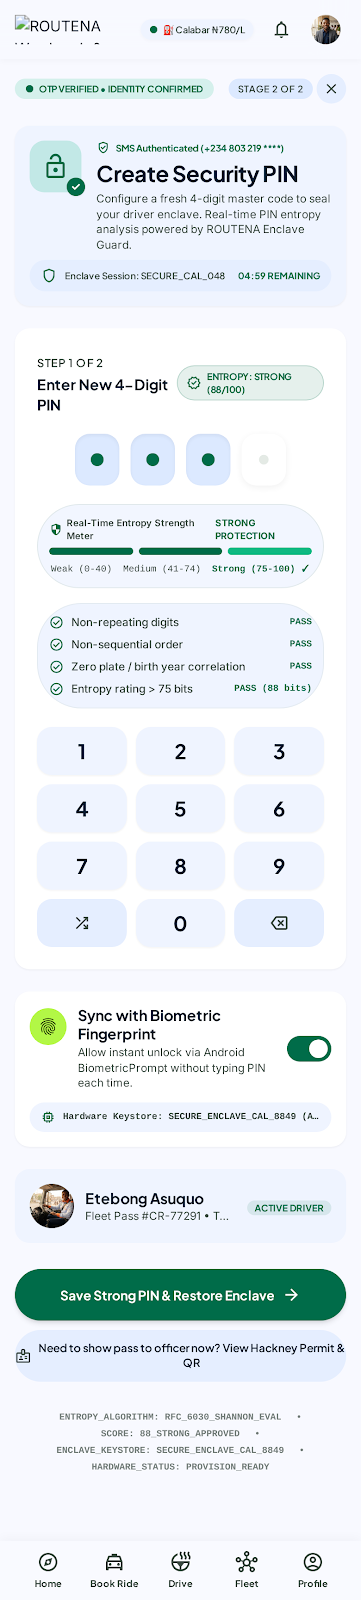 ROUTENA
⛽ Calabar ₦780/L
OTP VERIFIED • IDENTITY CONFIRMED
STAGE 2 OF 2
SMS Authenticated (+234 803 219 ****)
Create Security PIN
Configure a fresh 4-digit master code to seal
your driver enclave. Real-time PIN entropy
analysis powered by ROUTENA Enclave
Guard.
Enclave Session: SECURE_CAL_048
04:59 REMAINING
STEP 1 OF 2
Enter New 4-Digit
PIN
ENTROPY: STRONG
(88/100)
Real-Time Entropy Strength
Meter
STRONG
PROTECTION
Weak (0-40)
Medium (41-74)
Strong (75-100) ✓
Non-repeating digits
PASS
Non-sequential order
PASS
Zero plate / birth year correlation
PASS
Entropy rating > 75 bits
PASS (88 bits)
1 2 3
4 5 6
7 8 9
0
Sync with Biometric
Fingerprint
Allow instant unlock via Android
BiometricPrompt without typing PIN
each time.
Hardware Keystore: SECURE_ENCLAVE_CAL_8849 (A…
Etebong Asuquo
Fleet Pass #CR-77291 • T…
ACTIVE DRIVER
Save Strong PIN & Restore Enclave →
Need to show pass to officer now? View Hackney Permit &
QR
ENTROPY_ALGORITHM: RFC_6030_SHANNON_EVAL •
SCORE: 88_STRONG_APPROVED •
ENCLAVE_KEYSTORE: SECURE_ENCLAVE_CAL_8849 •
HARDWARE_STATUS: PROVISION_READY
Home
Book Ride
Drive
Fleet
Profile